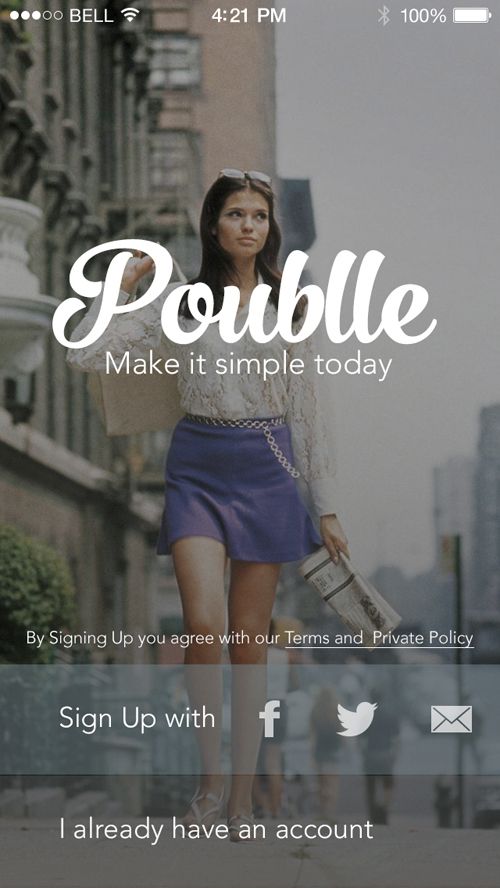 BELL 4:21 PM 100%
Poublle
Make it simple today
By Signing Up you agree with our Terms and Private Policy
Sign Up with
I already have an account